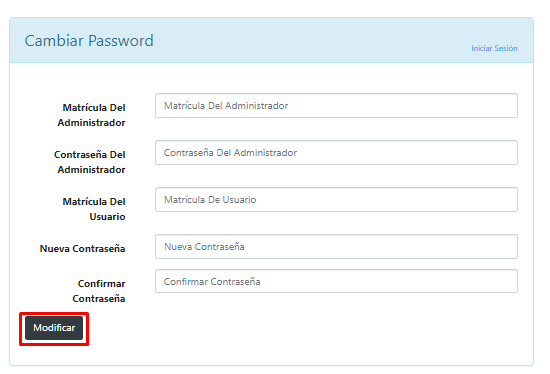 Cambiar Password
Iniciar Sesión
Matrícula Del
Administrador
Matrícula Del Administrador
Contraseña Del
Administrador
Contraseña Del Administrador
Matrícula Del
Usuario
Matrícula De Usuario
Nueva Contraseña
Nueva Contraseña
Confirmar
Contraseña
Confirmar Contraseña
Modificar